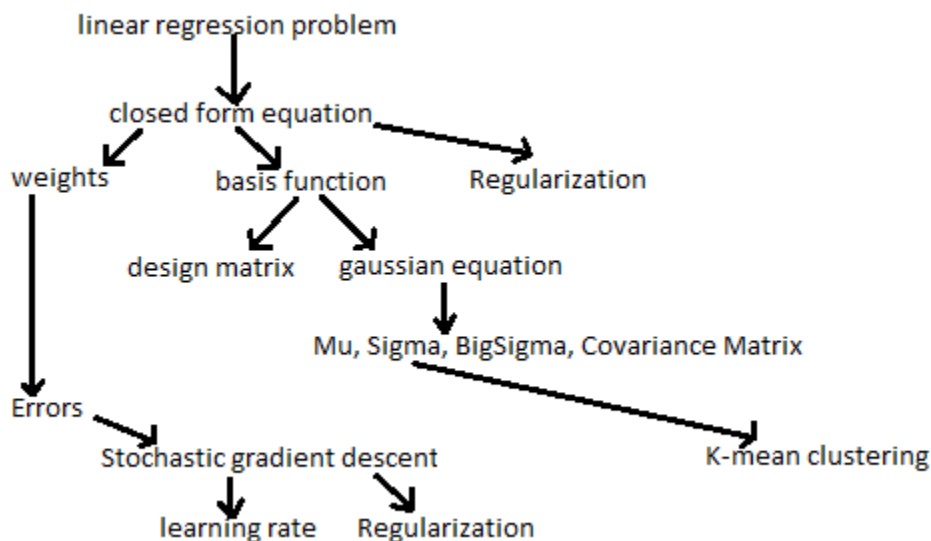 linear regression problem
closed form equation
weights
basis function
Regularization
design matrix
gaussian equation
Mu, Sigma, BigSigma, Covariance Matrix
Errors
Stochastic gradient descent
K-mean clustering
learning rate
Regularization